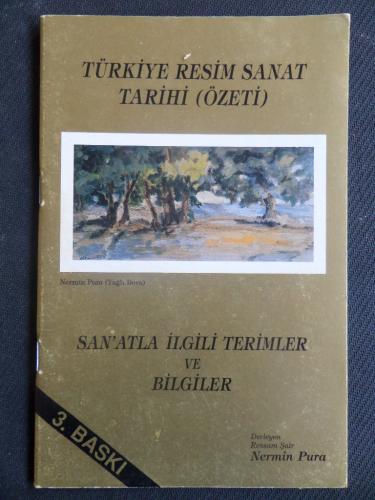 TÜRKİYE RESİM SANAT
TARİHİ (ÖZETİ)
Nermin Pura (Yağlı Boya)
SAN'ATLA İLGİLİ TERİMLER
VE
BİLGİLER
3. BASKI
Derleyen
Ressam Şair
Nermin Pura